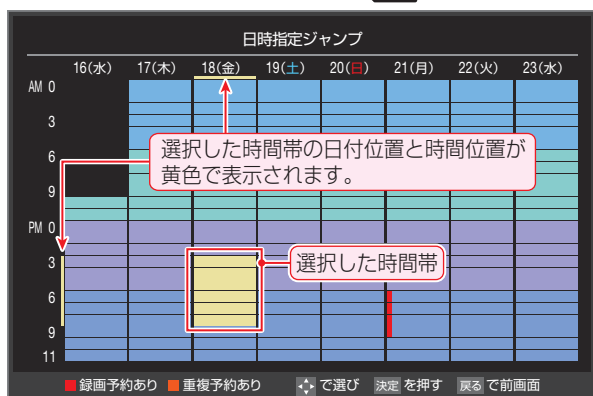 日時指定ジャンプ
16(水) 17(木) 18(金) 19(土) 20(日) 21(月) 22(火) 23(水)
AM 0
3
選択した時間帯の日付位置と時間位置が
黄色で表示されます。
6
9
PM 0
3
選択した時間帯
6
9
11
録画予約あり 重複予約あり で選び 決定 を押す 戻る で前画面